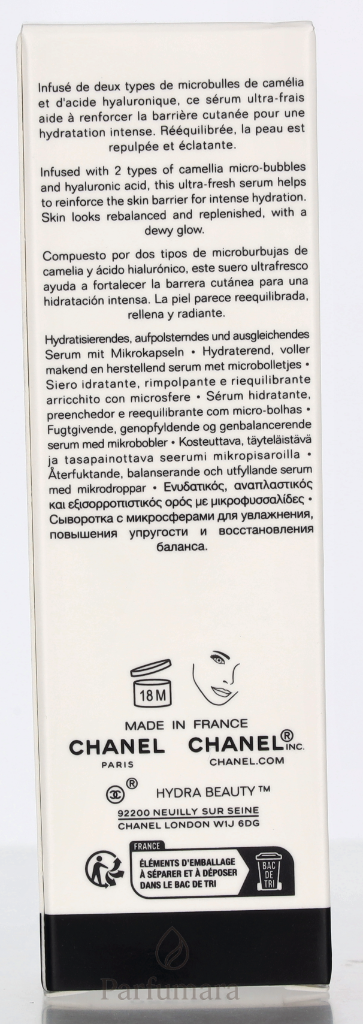 Infusé de deux types de microbulles de camélia
et d'acide hyaluronique, ce sérum ultra-frais
aide à renforcer la barrière cutanée pour une
hydratation intense. Rééquilibrée, la peau est
repulpée et éclatante.
Infused with 2 types of camellia micro-bubbles
and hyaluronic acid, this ultra-fresh serum helps
to reinforce the skin barrier for intense hydration.
Skin looks rebalanced and replenished, with a
dewy glow.
Compuesto por dos tipos de microburbujas de
camelia y ácido hialurónico, este suero ultrafresco
ayuda a fortalecer la barrera cutánea para una
hidratación intensa. La piel parece reequilibrada,
rellena y radiante.
Hydratisierendes, aufpolsterndes und ausgleichendes
Serum mit Mikrokapseln • Hydraterend, voller
makend en herstellend serum met microbolletjes •
Siero idratante, rimpolpante e riequilibrante
arricchito con microsfere • Sérum hidratante,
preenchedor e reequilibrante com micro-bolhas •
Fugtgivende, genopfyldende og genbalancerende
serum med mikrobobler • Kosteuttava, täyteläistävä
ja tasapainottava seerumi mikropisaroilla •
Återfuktande, balanserande och utfyllande serum
med mikrodroppar • Ενυδατικός, αναπλαστικός
και εξισορροπιστικός ορός με μικροφυσσαλίδες •
Сыворотка с микросферами для увлажнения,
повышения упругости и восстановления
баланса.
18 M
MADE IN FRANCE
CHANEL CHANEL® INC.
PARIS CHANEL.COM
® HYDRA BEAUTY™
92200 NEUILLY SUR SEINE
CHANEL LONDON W1J 6DG
FRANCE
ÉLÉMENTS D'EMBALLAGE
À SÉPARER ET À DÉPOSER
DANS LE BAC DE TRI
BAC
DE
TRI
Parfumara